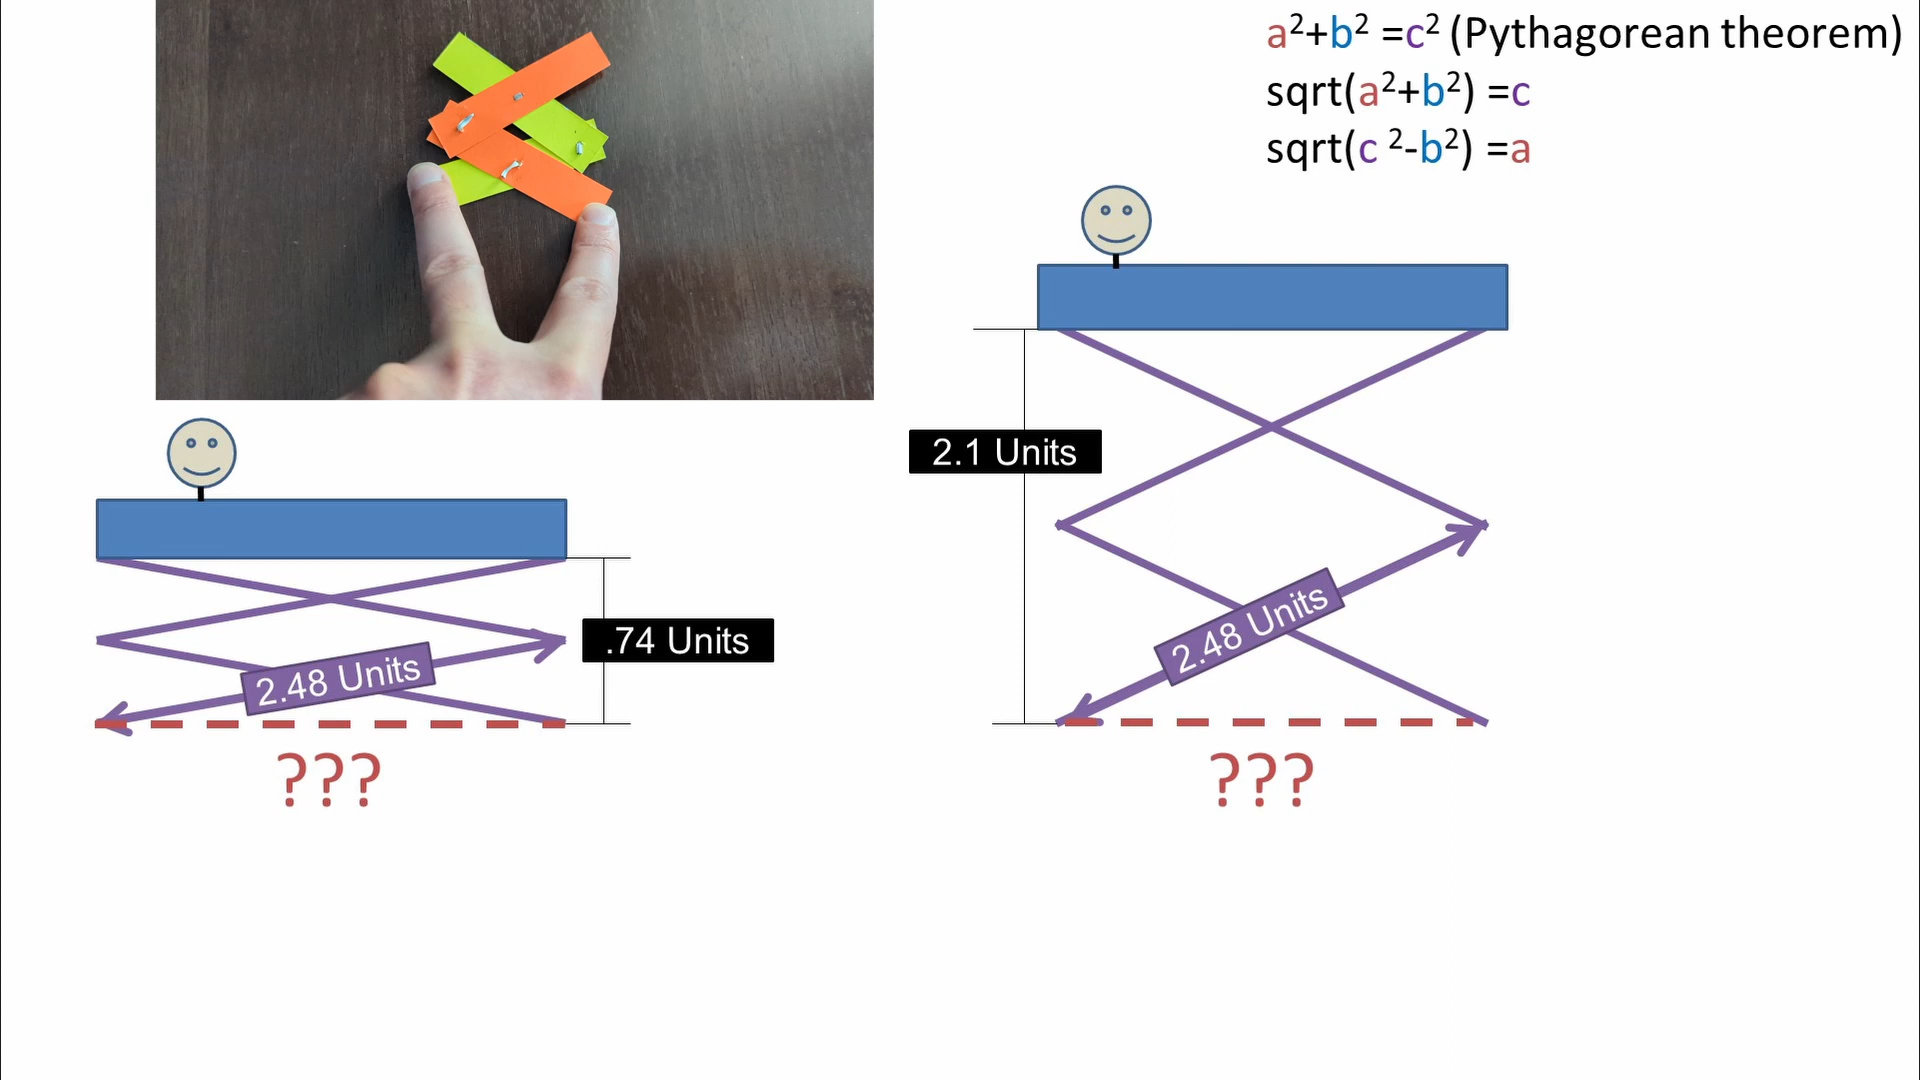 a²+b² =c² (Pythagorean theorem)
sqrt(a²+b²) =c
sqrt(c ²-b²) =a
2.1 Units
2.48 Units
.74 Units
2.48 Units
???
???